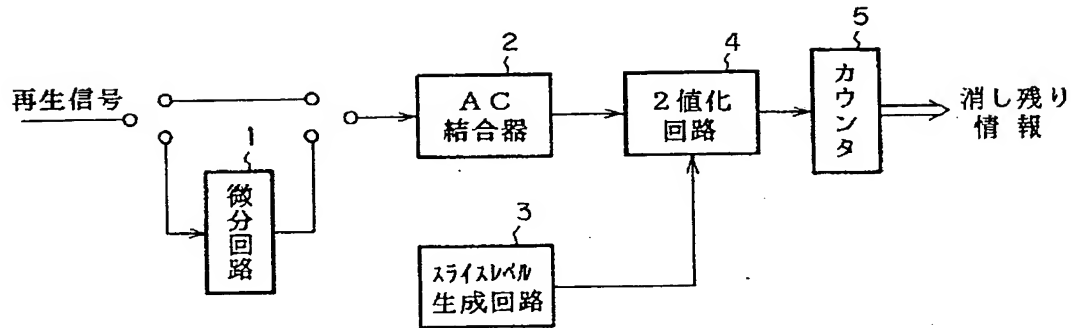 再生信号
1
微分回路
2
AC
結合器
3
スライスレベル
生成回路
4
2値化
回路
5
カウンタ
消し残り
情報